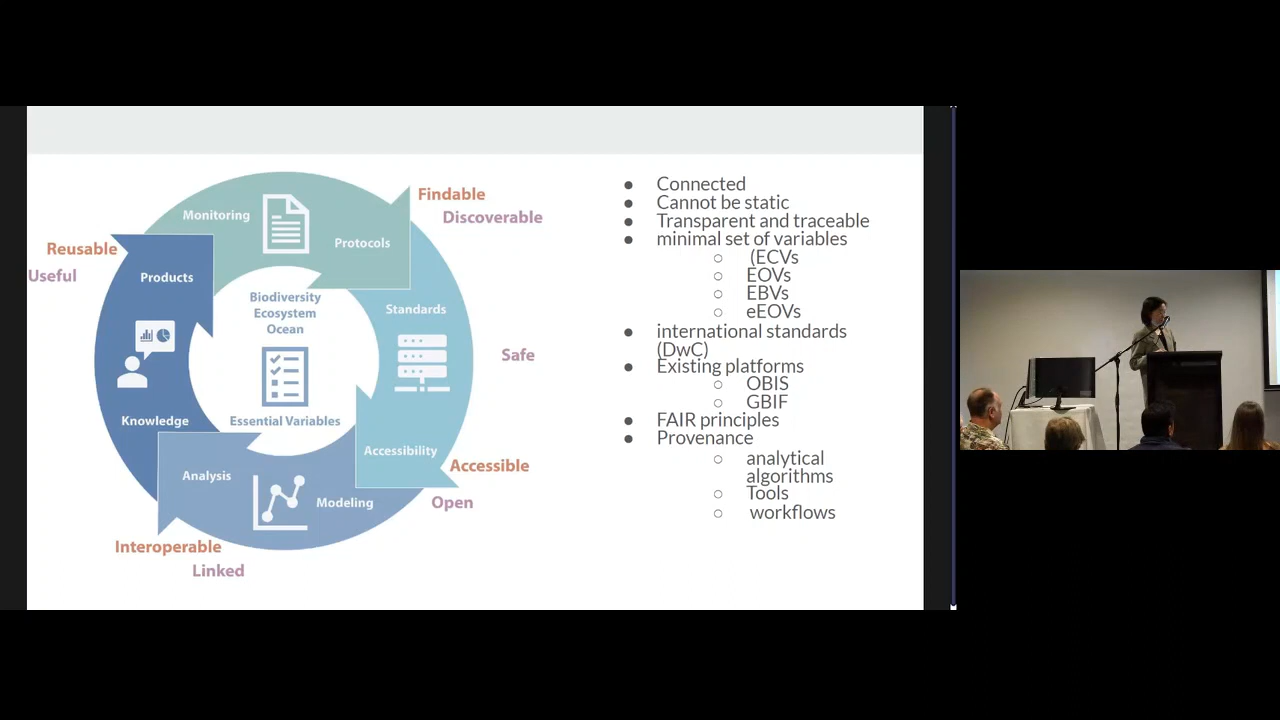 Monitoring
Protocols
Findable
Discoverable
Reusable
Useful
Products
Biodiversity
Ecosystem
Ocean
Standards
Safe
Knowledge
Essential Variables
Accessibility
Accessible
Analysis
Modeling
Open
Interoperable
Linked
● Connected
● Cannot be static
● Transparent and traceable
● minimal set of variables
○ (ECVs
○ EOVs
○ EBVs
○ eEOVs
● international standards
(DwC)
● Existing platforms
○ OBIS
○ GBIF
● FAIR principles
● Provenance
○ analytical
algorithms
○ Tools
○ workflows